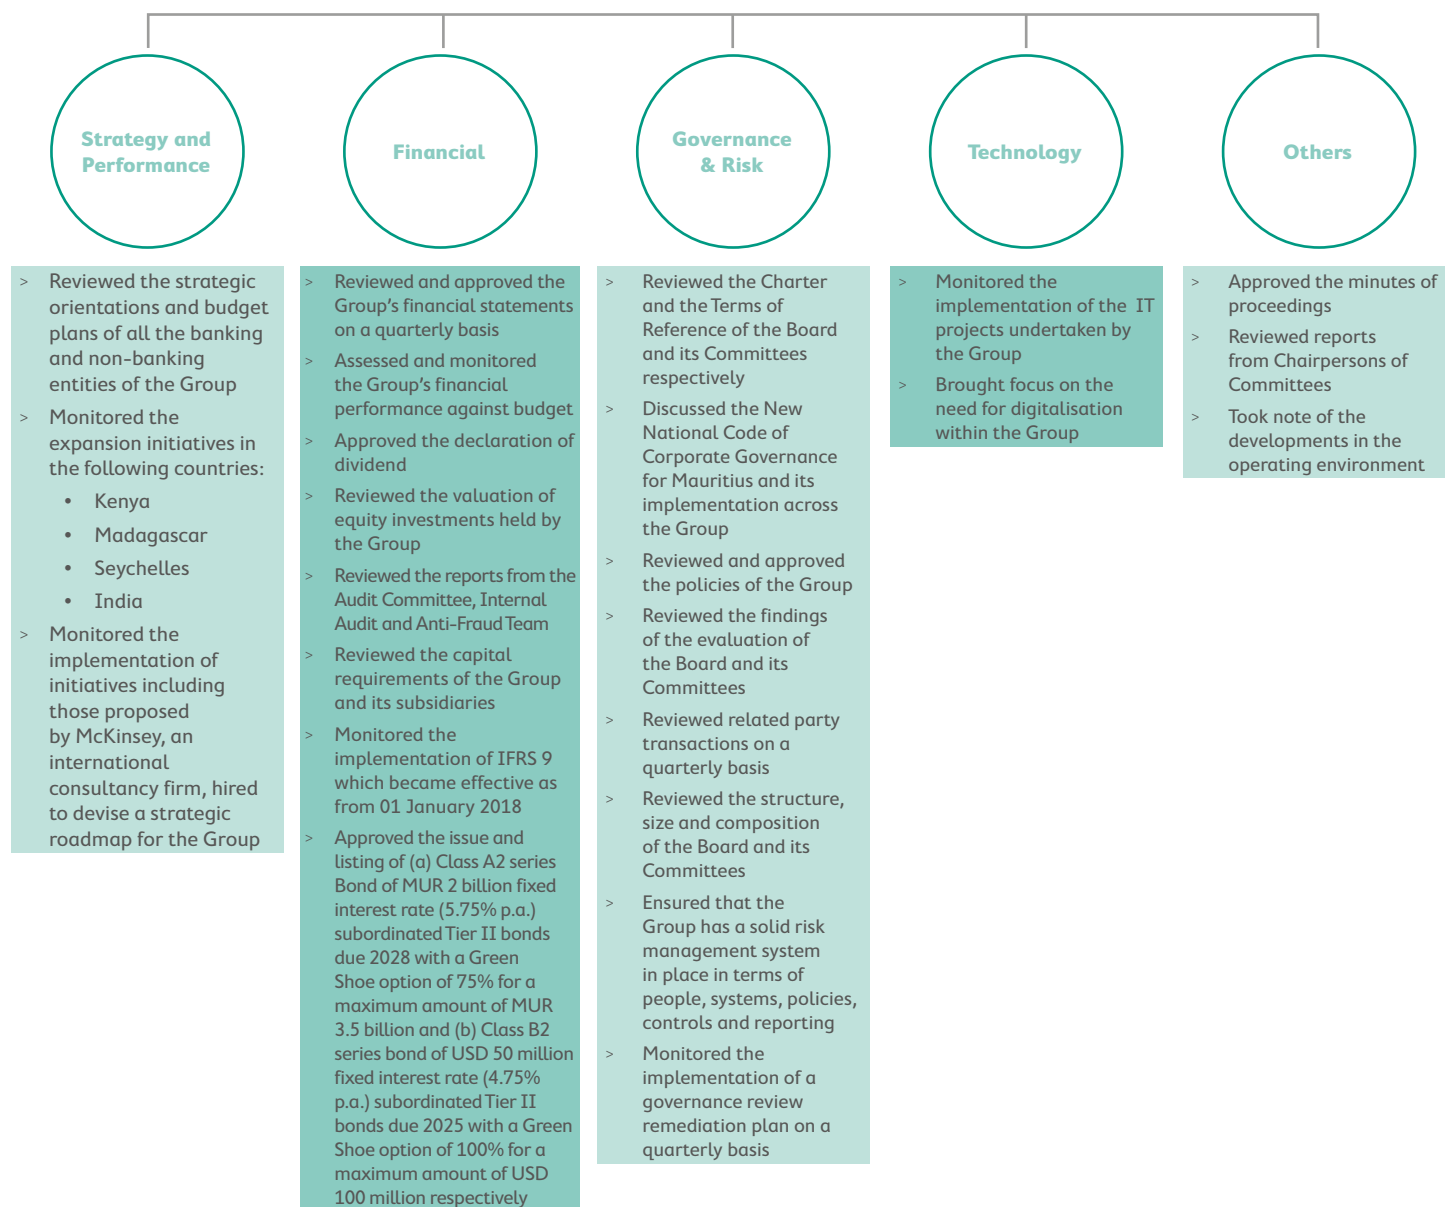 Strategy and
Performance
> Reviewed the strategic
orientations and budget
plans of all the banking
and non-banking
entities of the Group
> Monitored the
expansion initiatives in
the following countries:
• Kenya
• Madagascar
• Seychelles
• India
> Monitored the
implementation of
initiatives including
those proposed
by McKinsey, an
international
consultancy firm, hired
to devise a strategic
roadmap for the Group
Financial
> Reviewed and approved the
Group's financial statements
on a quarterly basis
> Assessed and monitored
the Group's financial
performance against budget
> Approved the declaration of
dividend
> Reviewed the valuation of
equity investments held by
the Group
> Reviewed the reports from the
Audit Committee, Internal
Audit and Anti-Fraud Team
> Reviewed the capital
requirements of the Group
and its subsidiaries
> Monitored the
implementation of IFRS 9
which became effective as
from 01 January 2018
> Approved the issue and
listing of (a) Class A2 series
Bond of MUR 2 billion fixed
interest rate (5.75% p.a.)
subordinated Tier II bonds
due 2028 with a Green
Shoe option of 75% for a
maximum amount of MUR
3.5 billion and (b) Class B2
series bond of USD 50 million
fixed interest rate (4.75%
p.a.) subordinated Tier II
bonds due 2025 with a Green
Shoe option of 100% for a
maximum amount of USD
100 million respectively
Governance
& Risk
> Reviewed the Charter
and the Terms of
Reference of the Board
and its Committees
respectively
> Discussed the New
National Code of
Corporate Governance
for Mauritius and its
implementation across
the Group
> Reviewed and approved
the policies of the Group
> Reviewed the findings
of the evaluation of
the Board and its
Committees
> Reviewed related party
transactions on a
quarterly basis
> Reviewed the structure,
size and composition
of the Board and its
Committees
> Ensured that the
Group has a solid risk
management system
in place in terms of
people, systems, policies,
controls and reporting
> Monitored the
implementation of a
governance review
remediation plan on a
quarterly basis
Technology
> Monitored the
implementation of the IT
projects undertaken by
the Group
> Brought focus on the
need for digitalisation
within the Group
Others
> Approved the minutes of
proceedings
> Reviewed reports
from Chairpersons of
Committees
> Took note of the
developments in the
operating environment